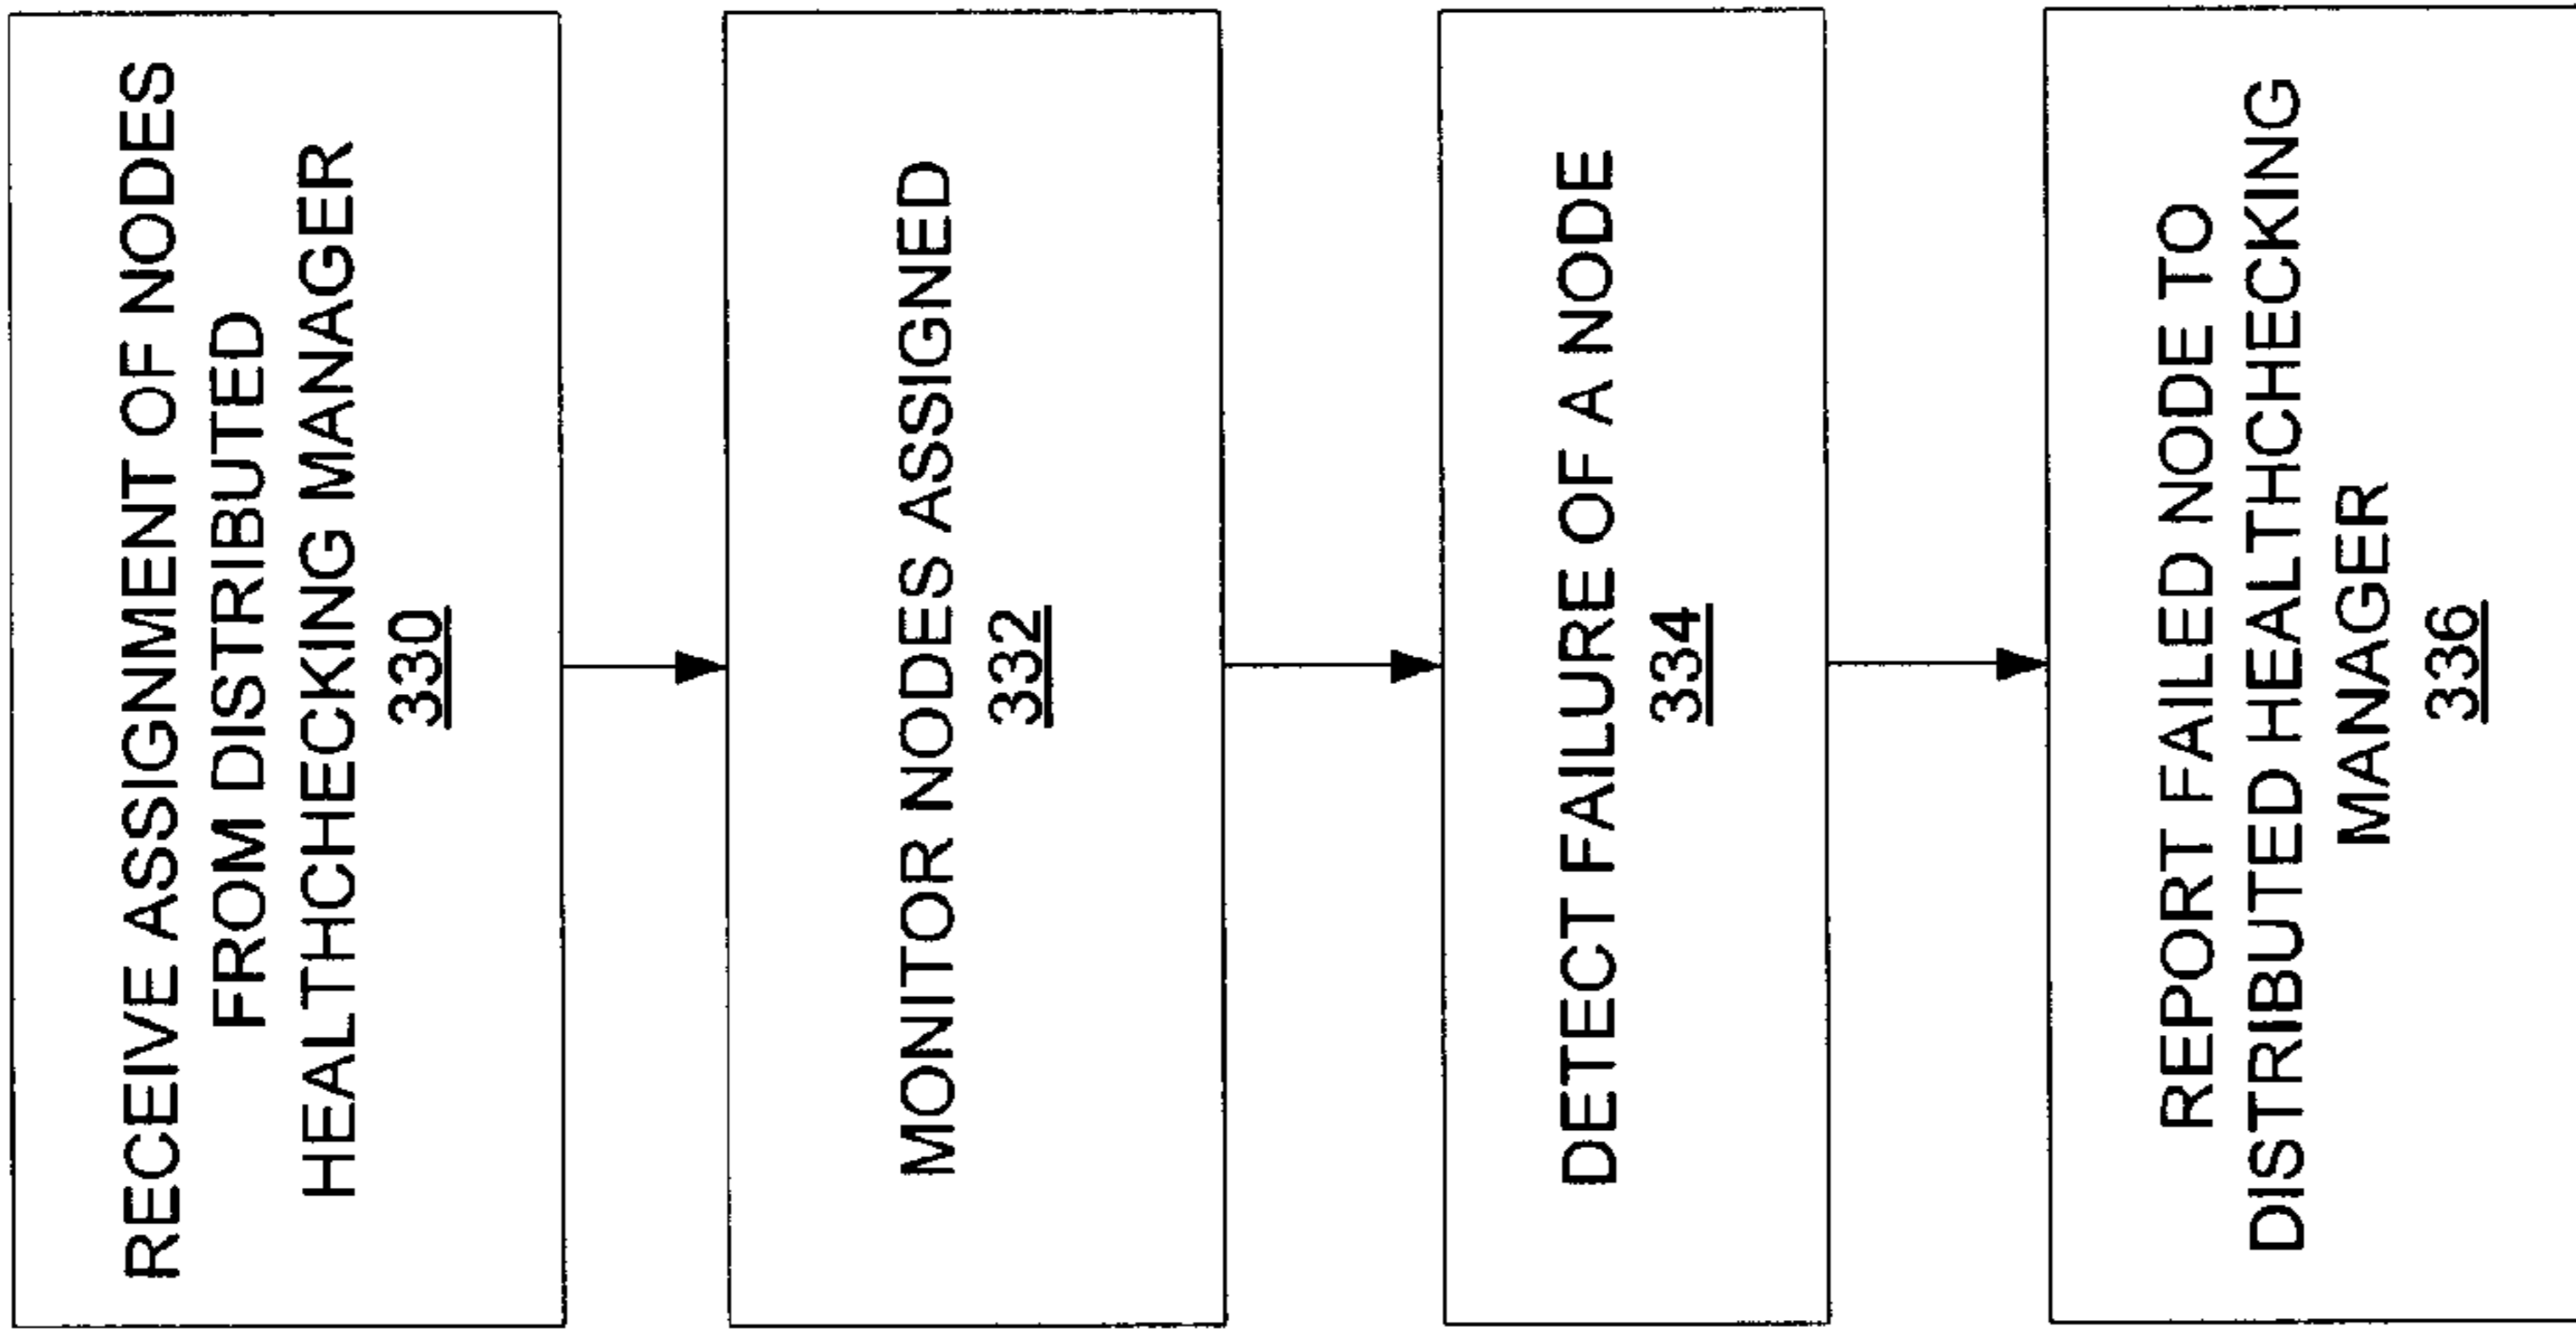 RECEIVE ASSIGNMENT OF NODES
FROM DISTRIBUTED
HEALTHCHECKING MANAGER
330
MONITOR NODES ASSIGNED
332
DETECT FAILURE OF A NODE
334
REPORT FAILED NODE TO
DISTRIBUTED HEALTHCHECKING
MANAGER
336